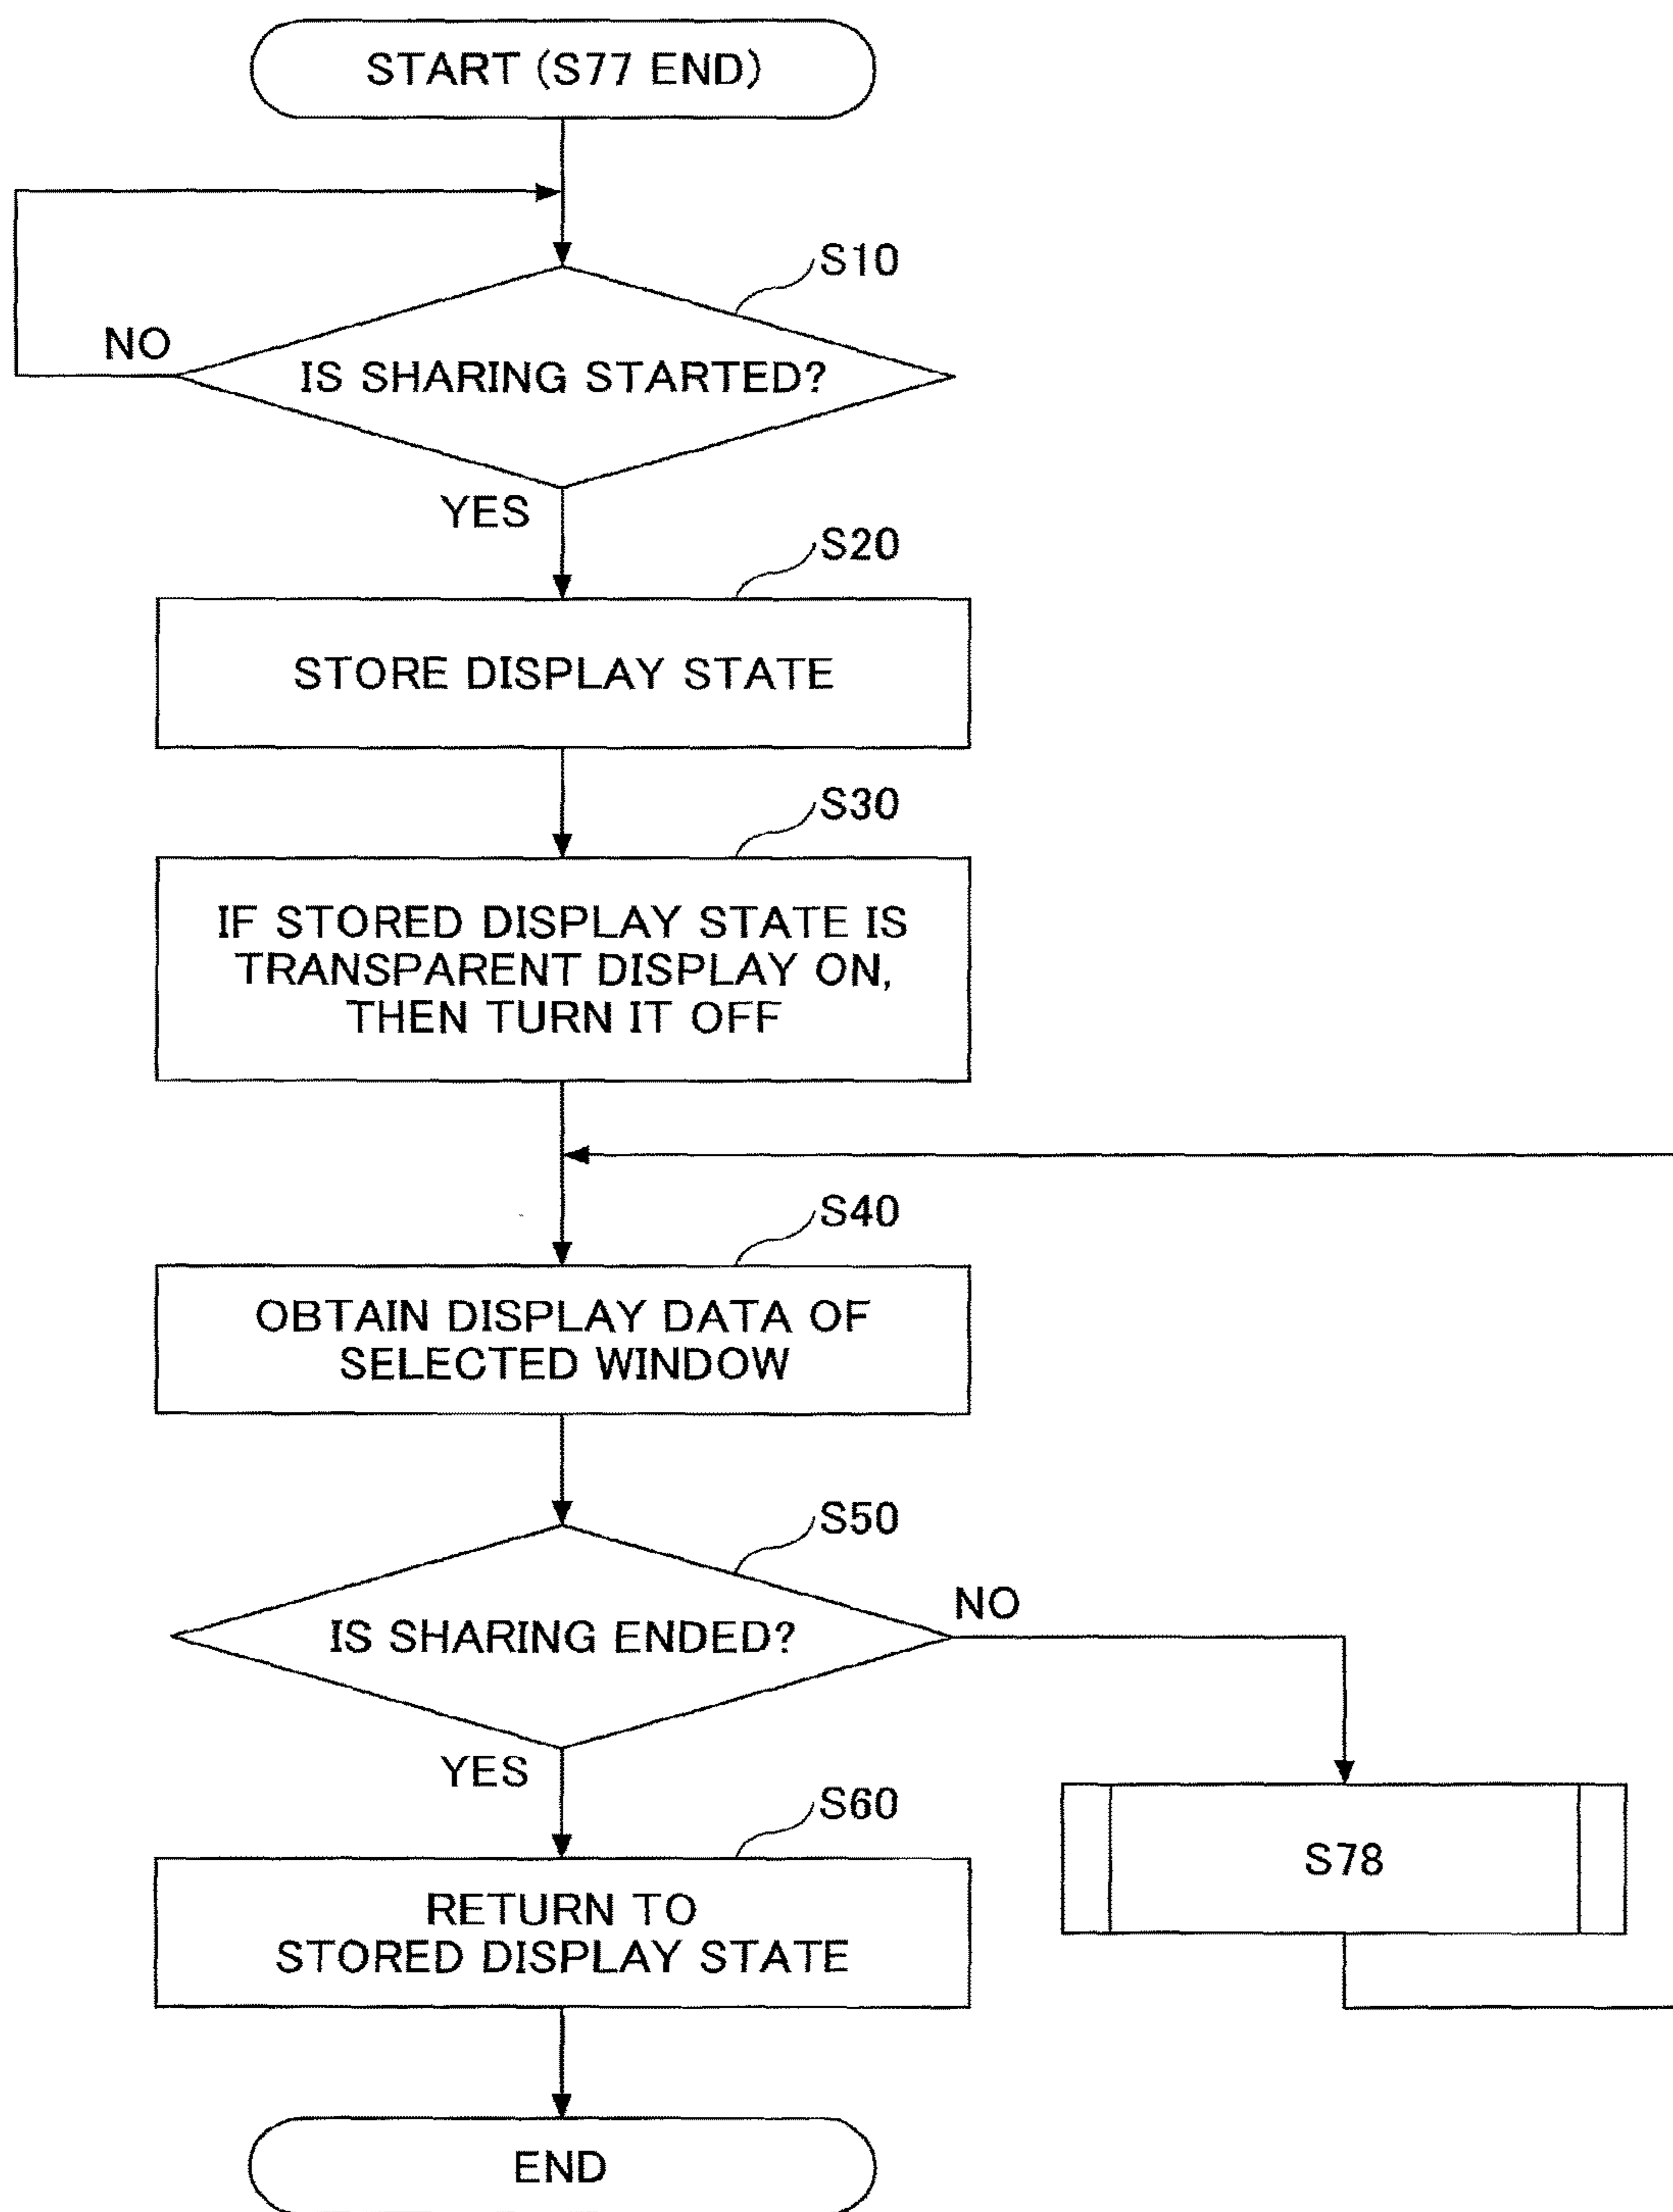 START (S77 END)
S10
NO
IS SHARING STARTED?
YES
S20
STORE DISPLAY STATE
S30
IF STORED DISPLAY STATE IS
TRANSPARENT DISPLAY ON,
THEN TURN IT OFF
S40
OBTAIN DISPLAY DATA OF
SELECTED WINDOW
S50
NO
IS SHARING ENDED?
YES
S60
S78
RETURN TO
STORED DISPLAY STATE
END